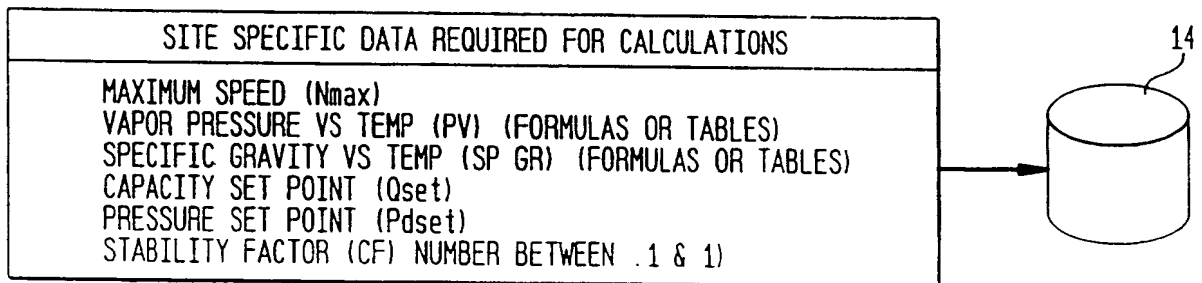 SITE SPECIFIC DATA REQUIRED FOR CALCULATIONS
14
MAXIMUM SPEED (Nmax)
VAPOR PRESSURE VS TEMP (PV) (FORMULAS OR TABLES)
SPECIFIC GRAVITY VS TEMP (SP GR) (FORMULAS OR TABLES)
CAPACITY SET POINT (Qset)
PRESSURE SET POINT (Pdset)
STABILITY FACTOR (CF) NUMBER BETWEEN .1 & 1)